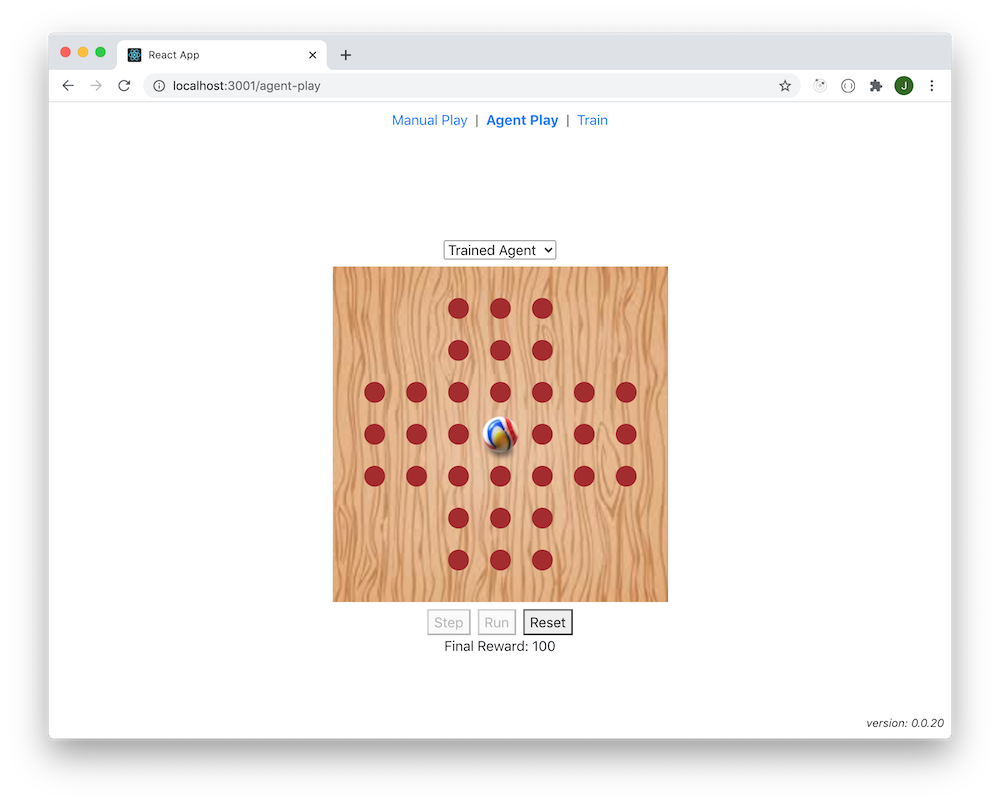 React App
localhost:3001/agent-play
J
Manual Play | Agent Play | Train
Trained Agent
Step Run Reset
Final Reward: 100
version: 0.0.20